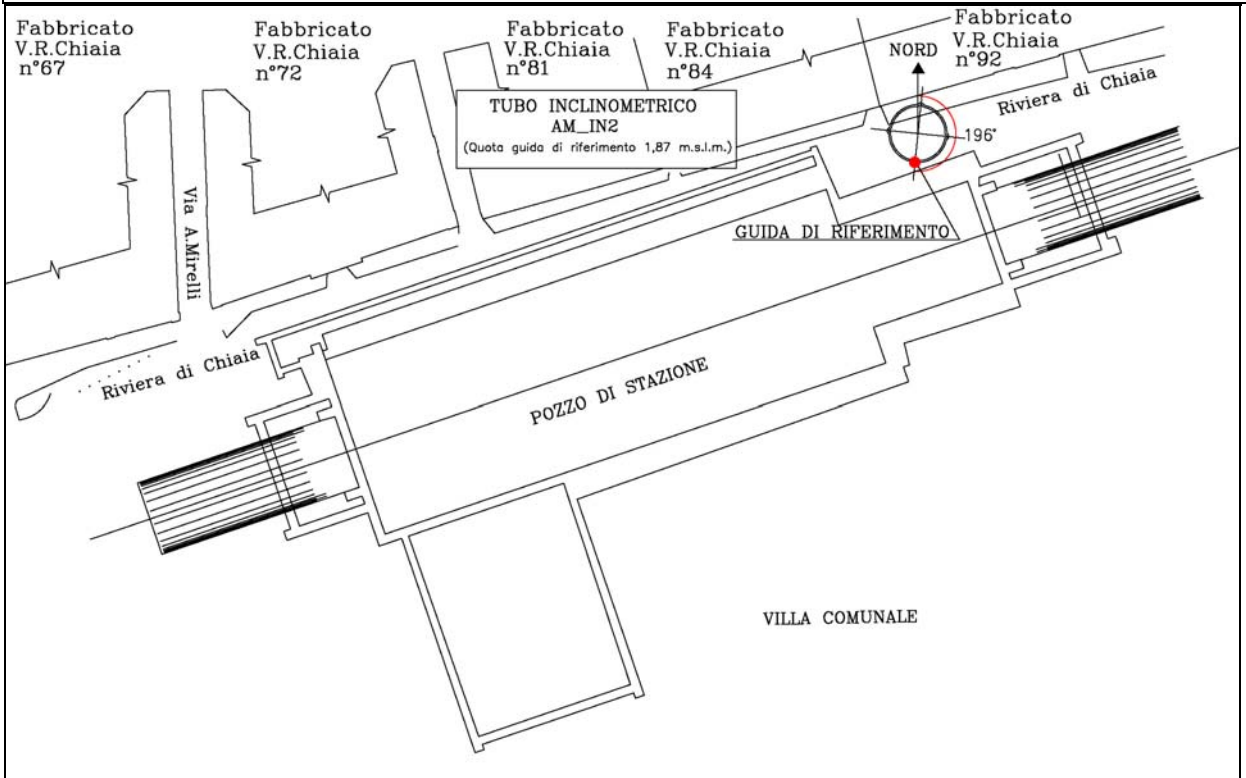 Fabbricato
V.R.Chiaia
n°67
Fabbricato
V.R.Chiaia
n°72
Fabbricato
V.R.Chiaia
n°81
Fabbricato
V.R.Chiaia
n°84
Fabbricato
V.R.Chiaia
n°92
NORD
TUBO INCLINOMETRICO
AM_IN2
(Quota guida di riferimento 1,87 m.s.l.m.)
Riviera di Chiaia
196°
GUIDA DI RIFERIMENTO
Via A.Mirelli
Riviera di Chiaia
POZZO DI STAZIONE
VILLA COMUNALE